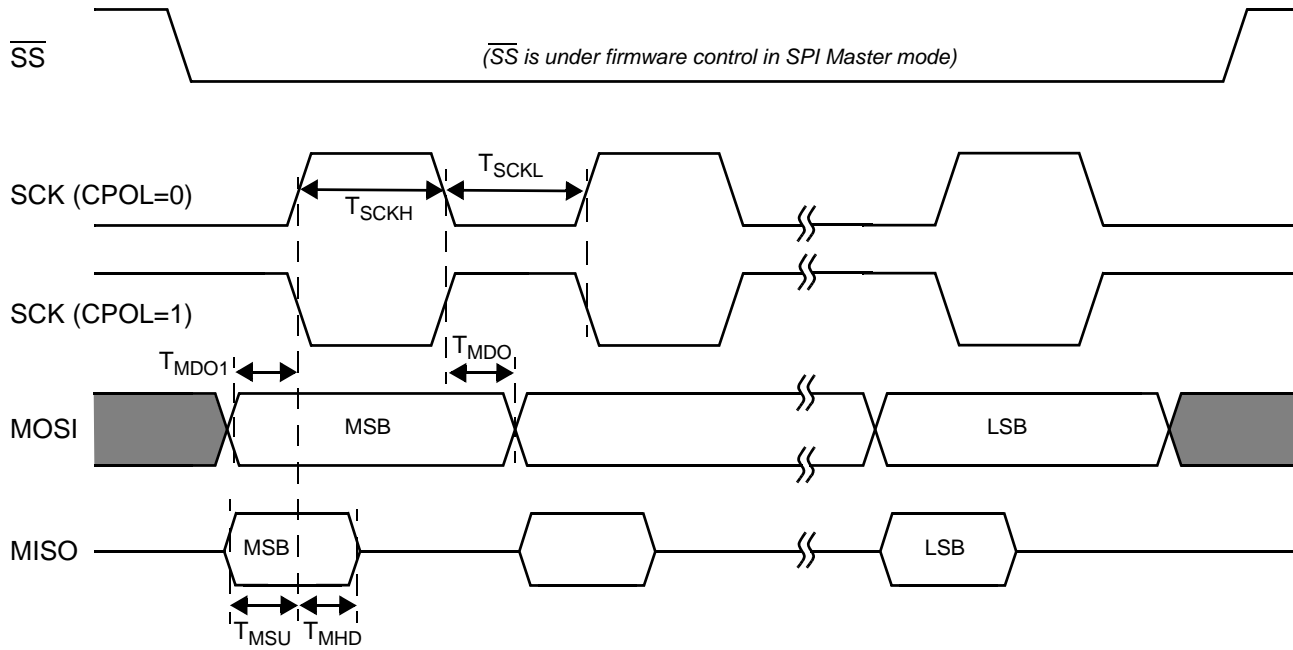 SS
(SS is under firmware control in SPI Master mode)
SCK (CPOL=0)
TSCKH
TSCKL
SCK (CPOL=1)
TMDO1
TMDO
MOSI
MSB
LSB
MISO
MSB
LSB
TMSU
TMHD